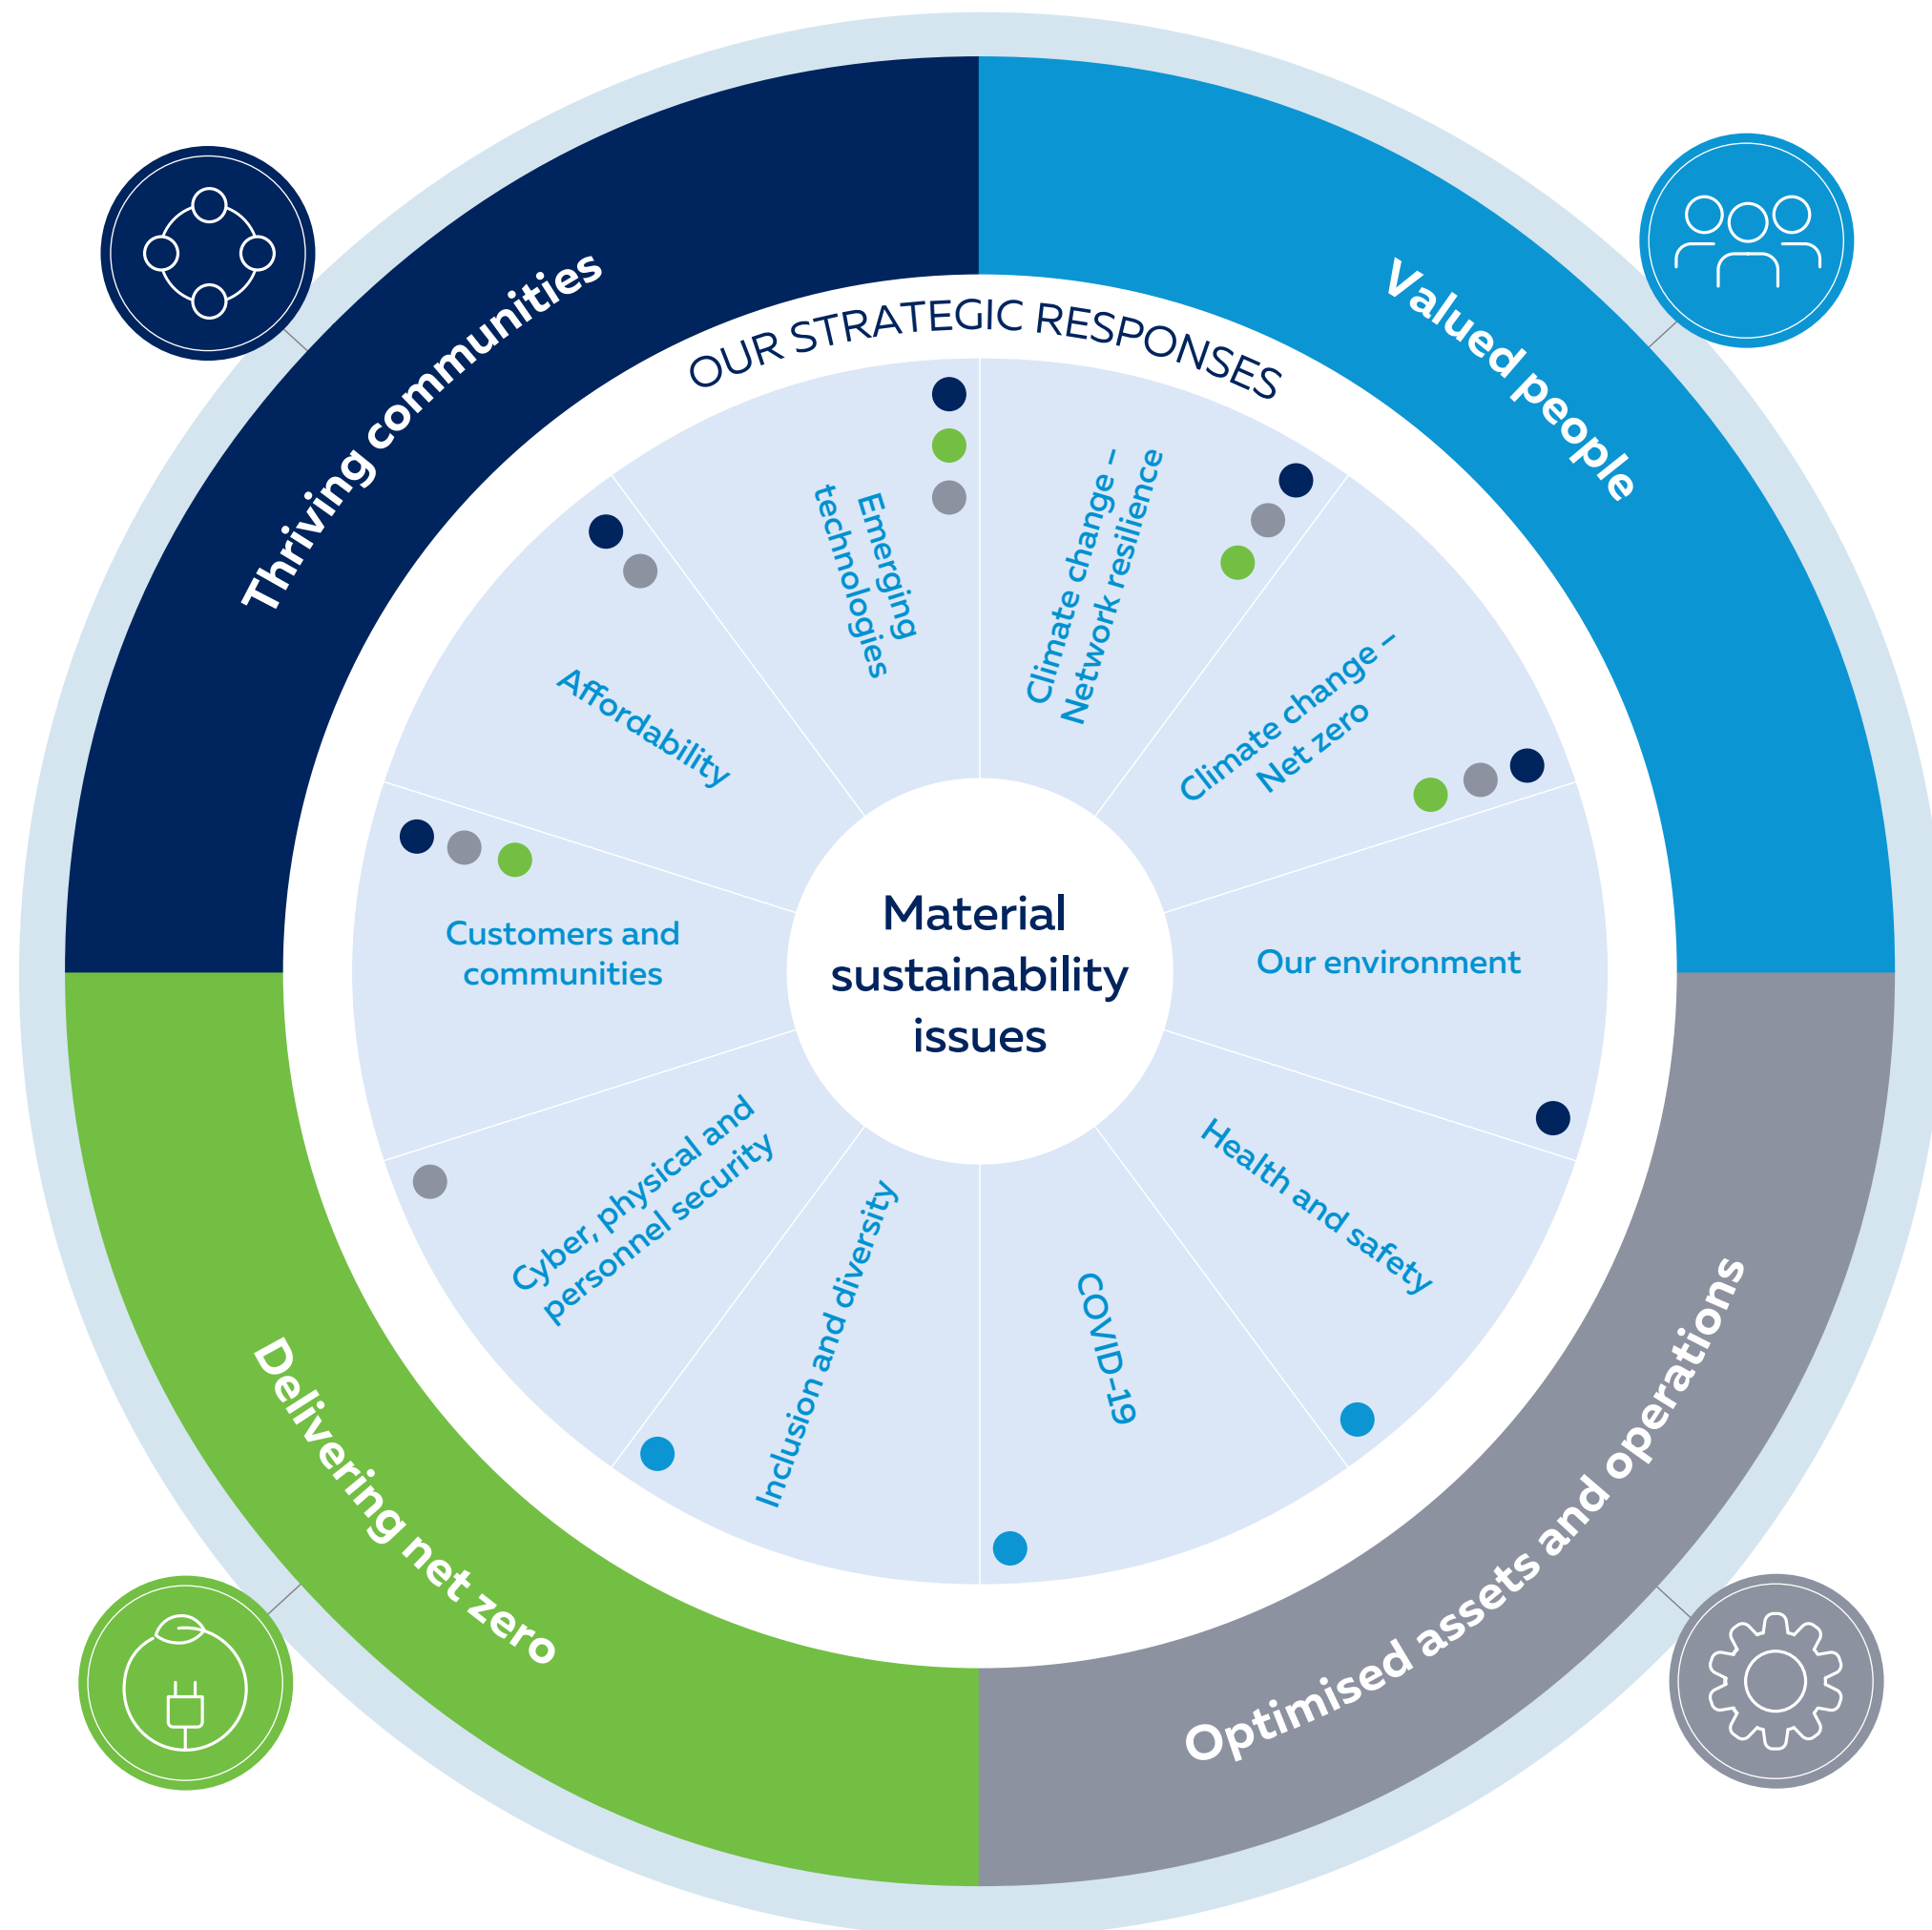 Thriving communities
Valued people
OUR STRATEGIC RESPONSES
Emerging
technologies
Climate change –
Network resilience
Climate change –
Net zero
Affordability
Customers and
communities
Material
sustainability
issues
Our environment
Cyber, physical and
personnel security
Inclusion and diversity
COVID-19
Health and safety
Delivering net zero
Optimised assets and operations